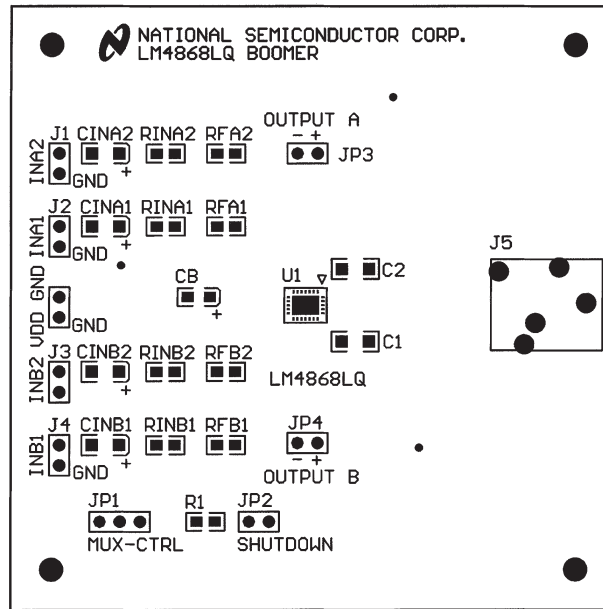 NATIONAL SEMICONDUCTOR CORP.
LM4868LQ BOOMER
OUTPUT A
- +
JP3
J1 CINA2 RINA2 RFA2
INA2
+
GND
J2 CINA1 RINA1 RFA1
INA1
+
GND
J5
CB
U1
C2
VDD GND
+
GND
C1
J3 CINB2 RINB2 RFB2
INB2
+
LM4868LQ
J4 CINB1 RINB1 RFB1
INB1
+
GND
JP4
- +
OUTPUT B
JP1 R1 JP2
MUX-CTRL SHUTDOWN